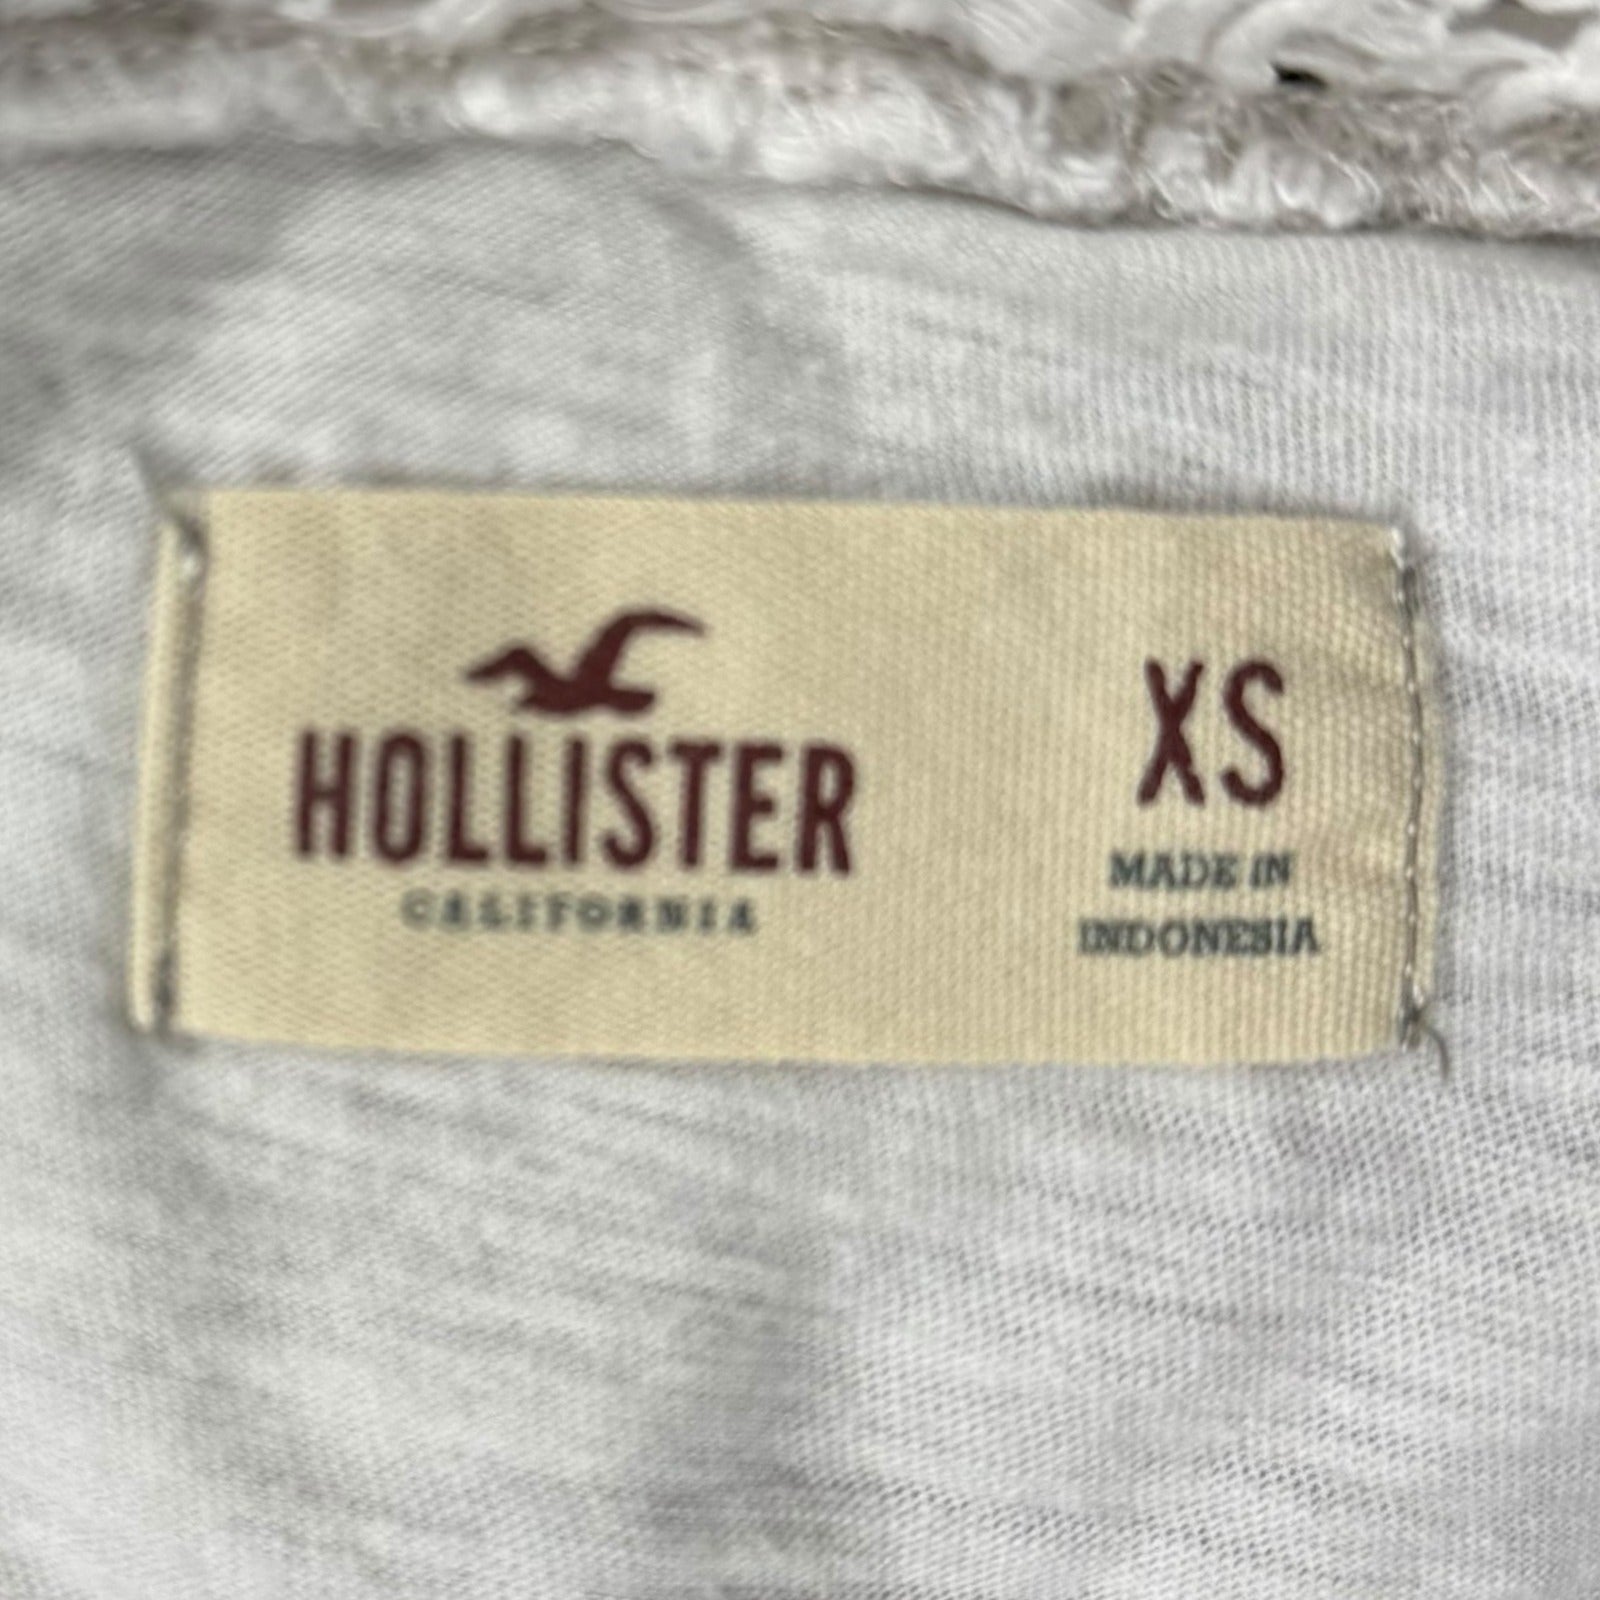 HOLLISTER
CALIFORNIA
XS
MADE IN
INDONESIA